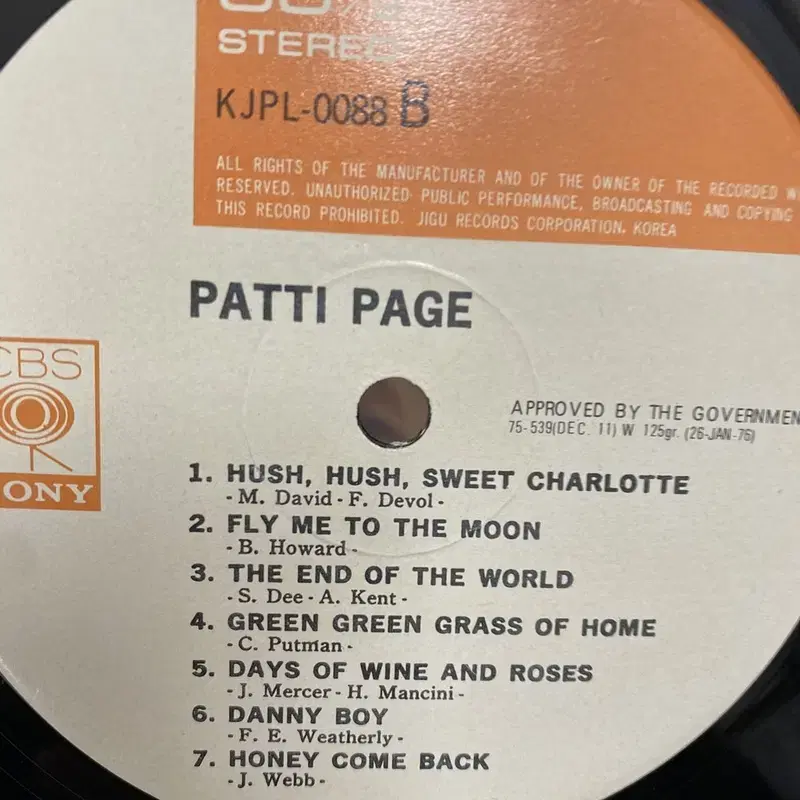 STEREO
KJPL-0088 B
ALL RIGHTS OF THE MANUFACTURER AND OF THE OWNER OF THE RECORDED
RESERVED. UNAUTHORIZED PUBLIC PERFORMANCE, BROADCASTING AND COPYING
THIS RECORD PROHIBITED. JIGU RECORDS CORPORATION, KOREA
PATTI PAGE
CBS
SONY
APPROVED BY THE GOVERNMEN
75-539(DEC. 11) W 125gr. (26-JAN-76)
1. HUSH, HUSH, SWEET CHARLOTTE
- M. David - F. Devol -
2. FLY ME TO THE MOON
- B. Howard -
3. THE END OF THE WORLD
- S. Dee - A. Kent -
4. GREEN GREEN GRASS OF HOME
- C. Putman -
5. DAYS OF WINE AND ROSES
- J. Mercer - H. Mancini -
6. DANNY BOY
- F. E. Weatherly -
7. HONEY COME BACK
- J. Webb -